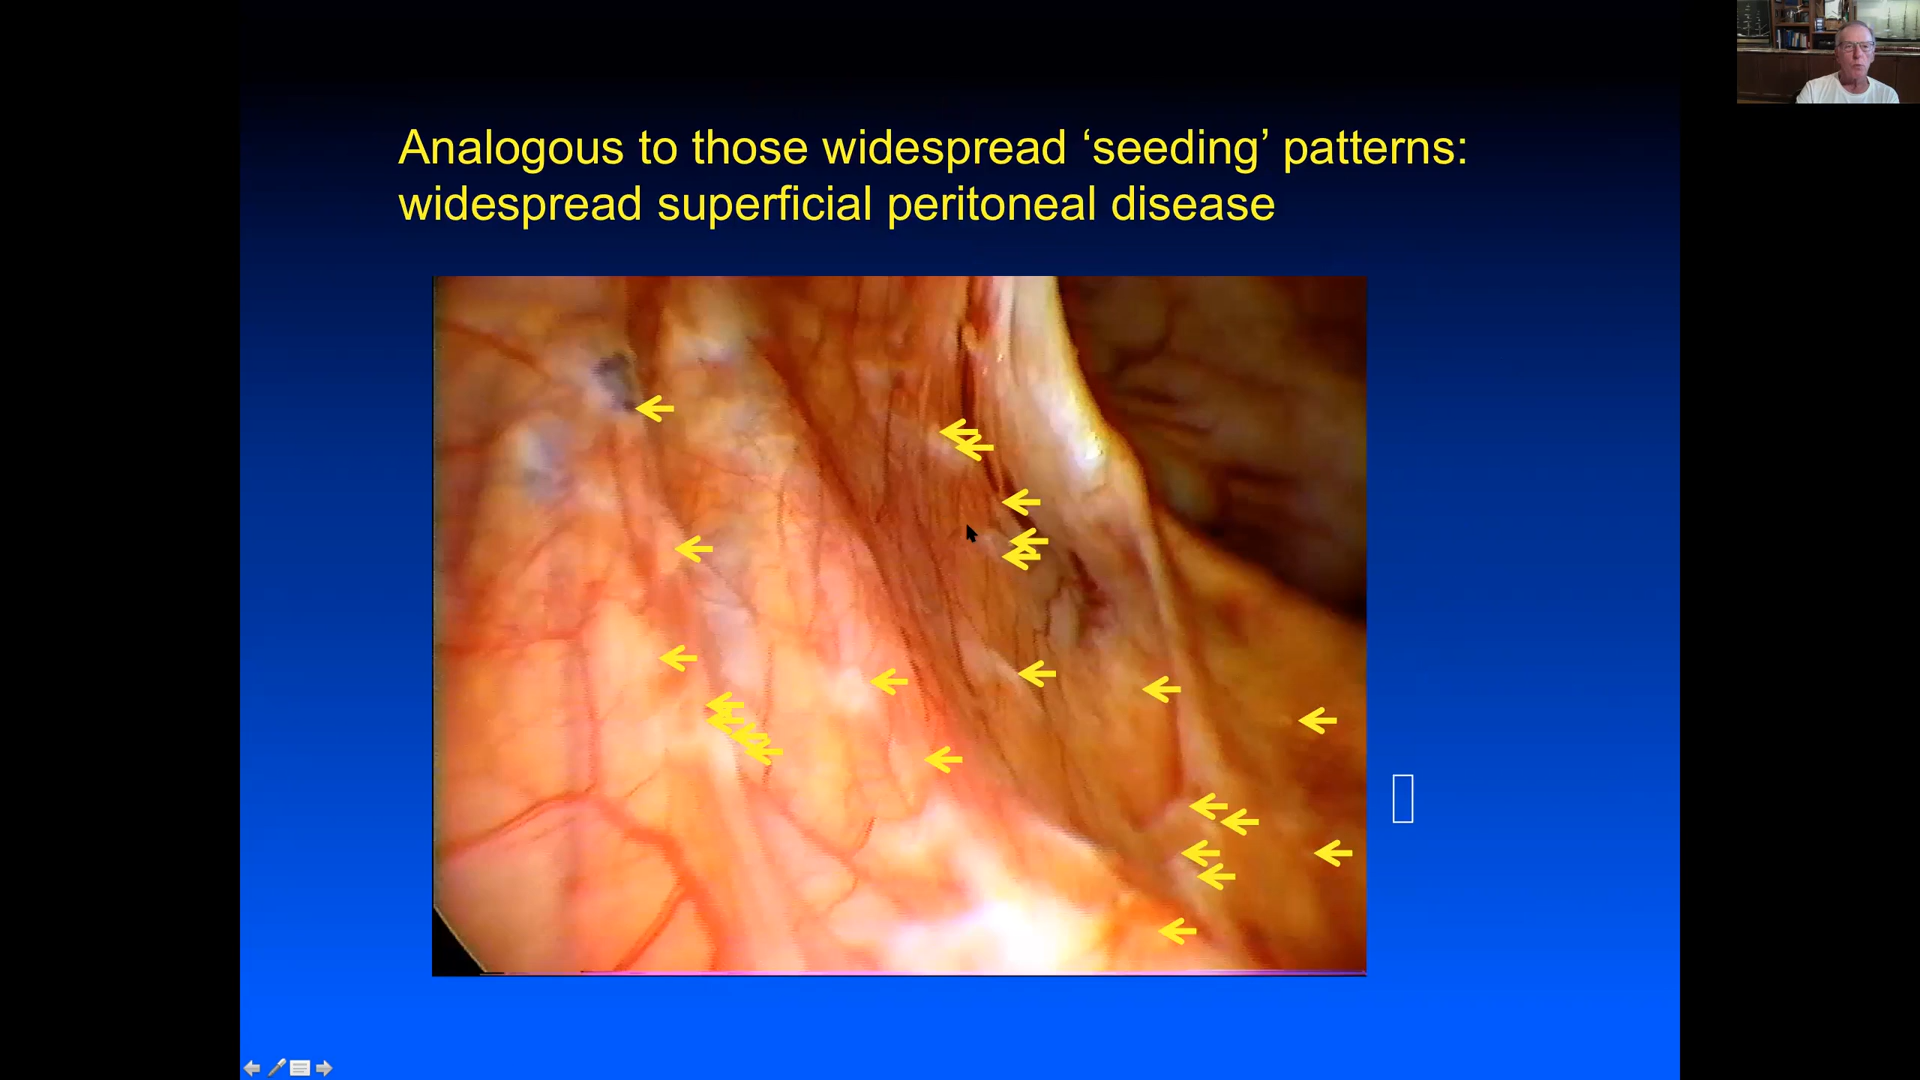 Analogous to those widespread ‘seeding’ patterns:
widespread superficial peritoneal disease